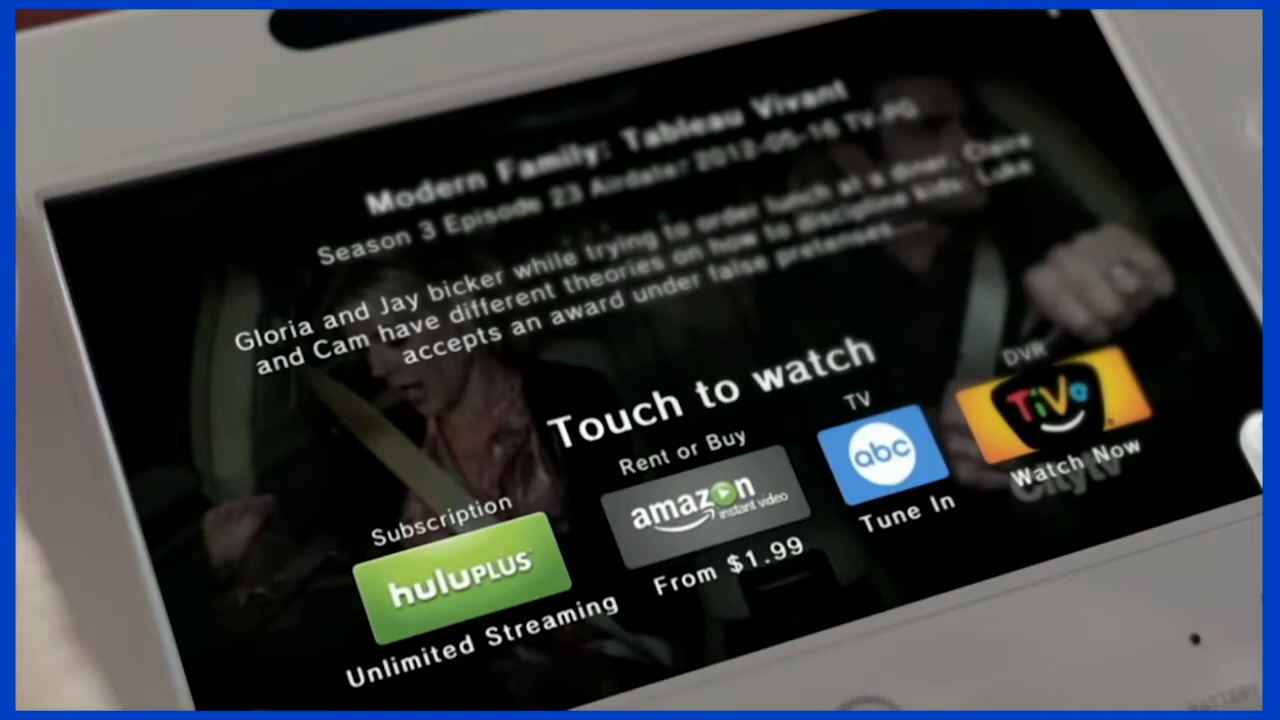 Modern Family: Tableau Vivant
Season 3 Episode 23 Airdate: 2012-05-16 TV-PG
Gloria and Jay bicker while trying to order lunch at a diner. Claire
and Cam have different theories on how to discipline kids. Luke
accepts an award under false pretenses....
Touch to watch
Subscription
huluPLUS
Unlimited Streaming
Rent or Buy
amazon
instant video
From $1.99
TV
abc
Tune In
DVR
TiVo
Watch Now
Citytv
BATTERY